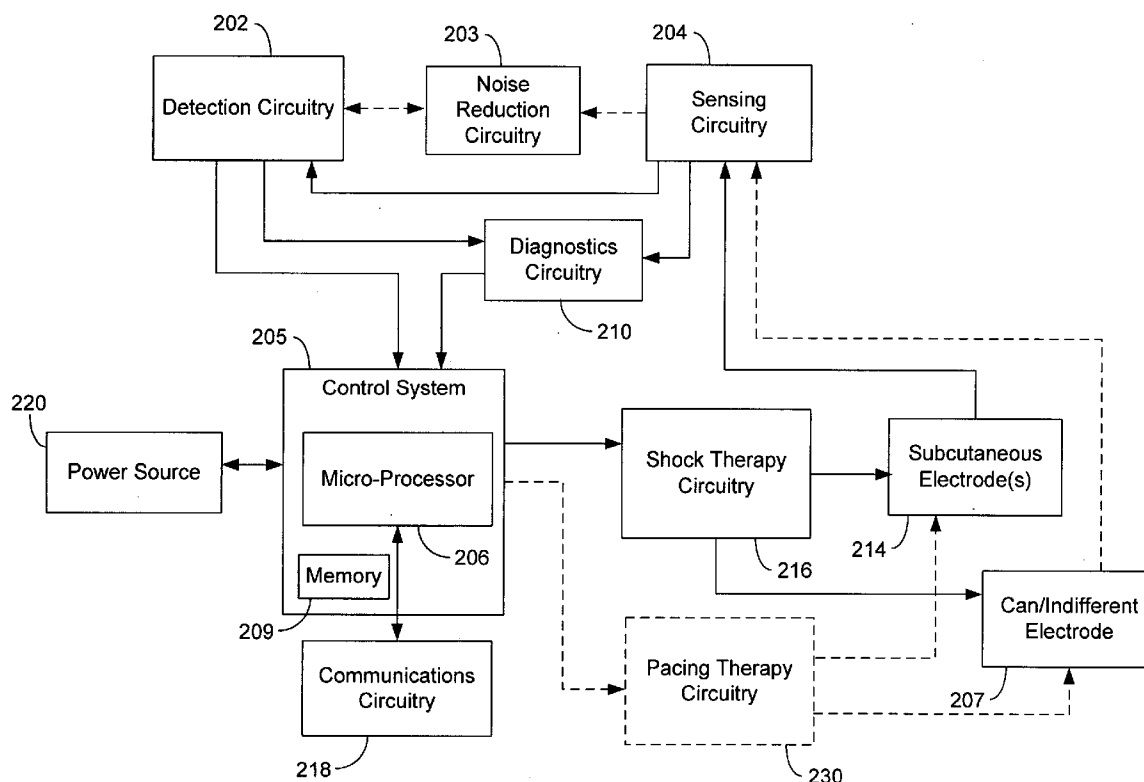 202
203
204
Detection Circuitry
Noise
Reduction
Circuitry
Sensing
Circuitry
Diagnostics
Circuitry
210
205
Control System
220
Power Source
Micro-Processor
206
Memory
209
Communications
Circuitry
218
Shock Therapy
Circuitry
216
Subcutaneous
Electrode(s)
214
Can/Indifferent
Electrode
207
Pacing Therapy
Circuitry
230